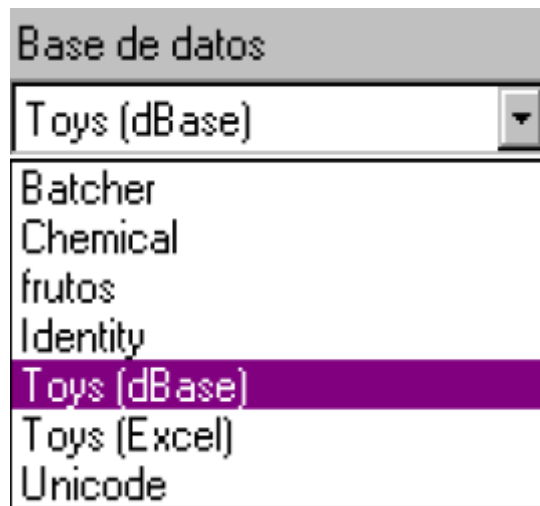 Base de datos
Toys (dBase)
Batcher
Chemical
frutos
Identity
Toys (dBase)
Toys (Excel)
Unicode